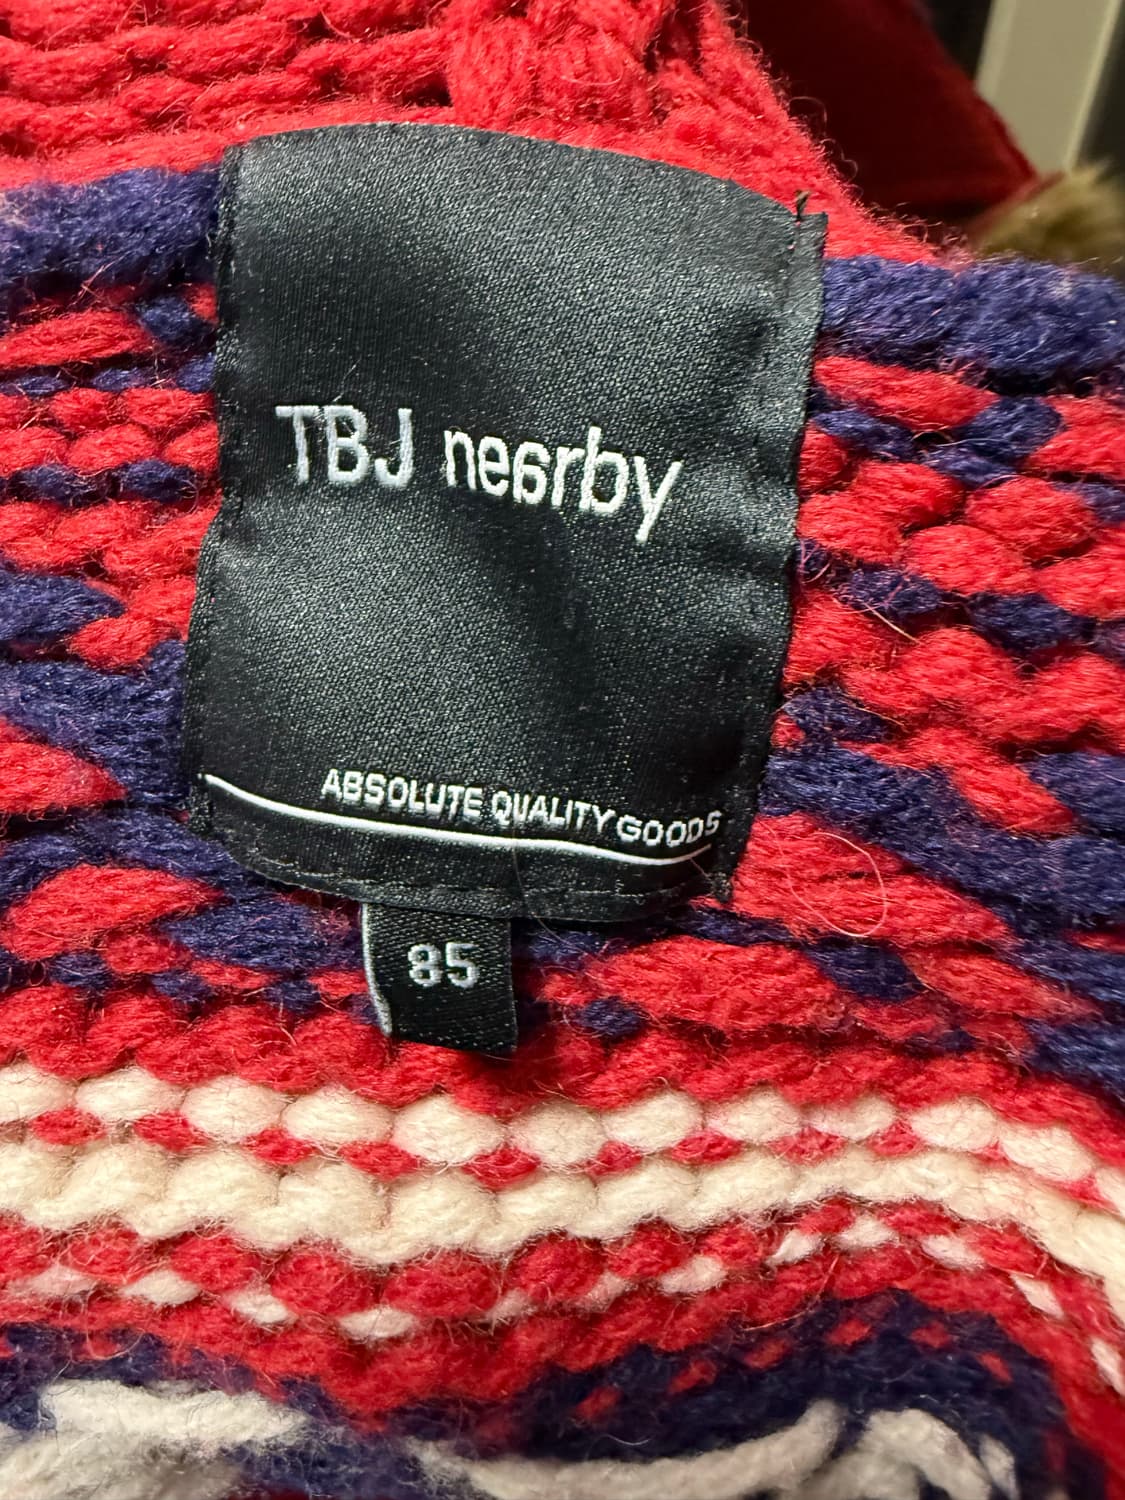 TBJ nearby
ABSOLUTE QUALITY GOODS
85